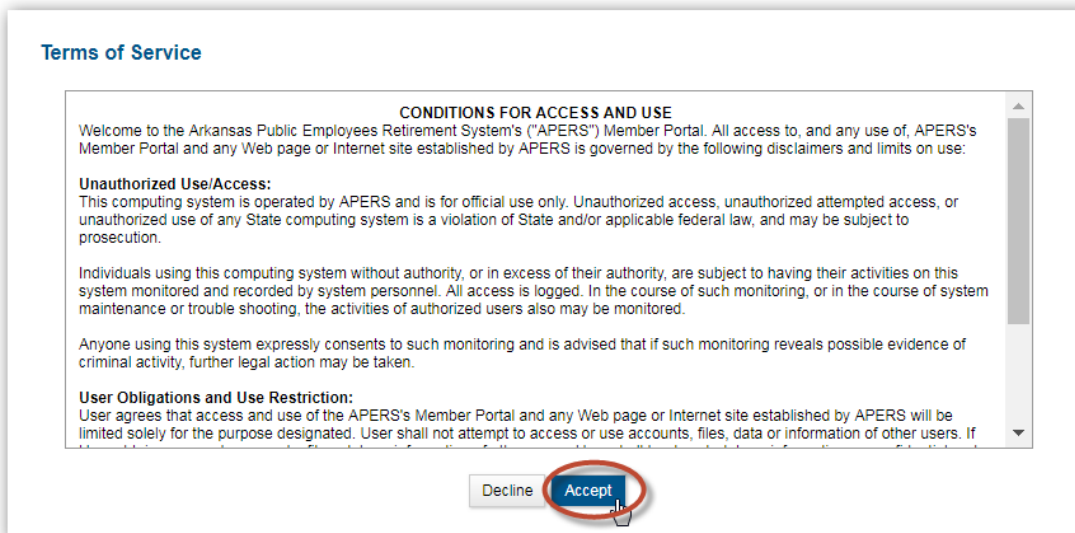 Terms of Service
CONDITIONS FOR ACCESS AND USE
Welcome to the Arkansas Public Employees Retirement System's ("APERS") Member Portal. All access to, and any use of, APERS's
Member Portal and any Web page or Internet site established by APERS is governed by the following disclaimers and limits on use:
Unauthorized Use/Access:
This computing system is operated by APERS and is for official use only. Unauthorized access, unauthorized attempted access, or
unauthorized use of any State computing system is a violation of State and/or applicable federal law, and may be subject to
prosecution.
Individuals using this computing system without authority, or in excess of their authority, are subject to having their activities on this
system monitored and recorded by system personnel. All access is logged. In the course of such monitoring, or in the course of system
maintenance or trouble shooting, the activities of authorized users also may be monitored.
Anyone using this system expressly consents to such monitoring and is advised that if such monitoring reveals possible evidence of
criminal activity, further legal action may be taken.
User Obligations and Use Restriction:
User agrees that access and use of the APERS's Member Portal and any Web page or Internet site established by APERS will be
limited solely for the purpose designated. User shall not attempt to access or use accounts, files, data or information of other users. If
Decline Accept